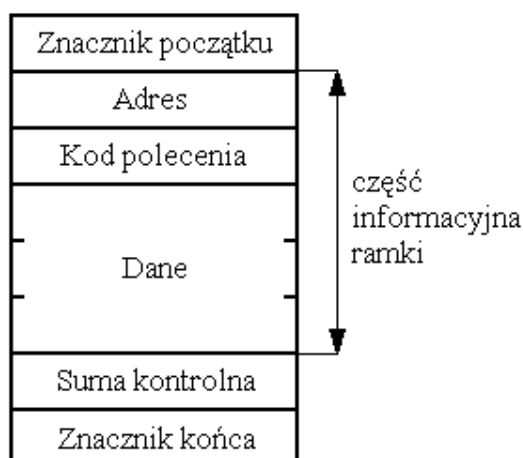 Znacznik początku
Adres
Kod polecenia
Dane
Suma kontrolna
Znacznik końca
część
informacyjna
ramki